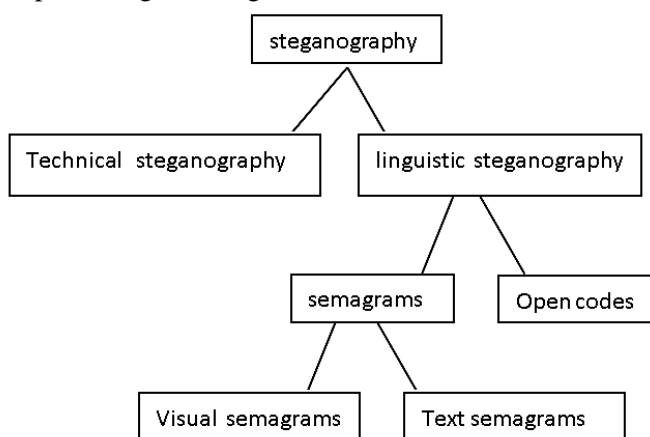 steganography
Technical steganography
linguistic steganography
semagrams
Open codes
Visual semagrams
Text semagrams